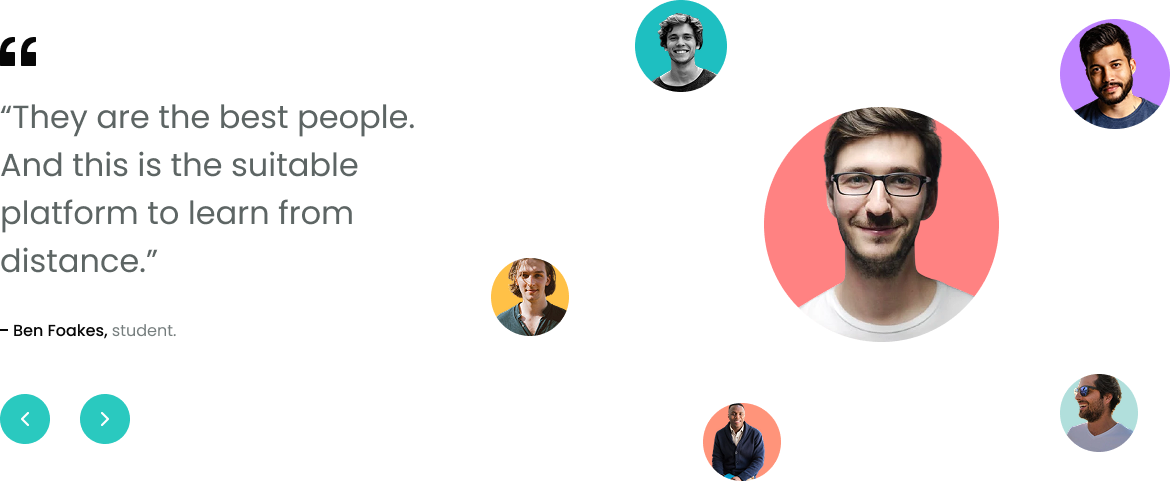 “They are the best people.
And this is the suitable
platform to learn from
distance.”
– Ben Foakes, student.